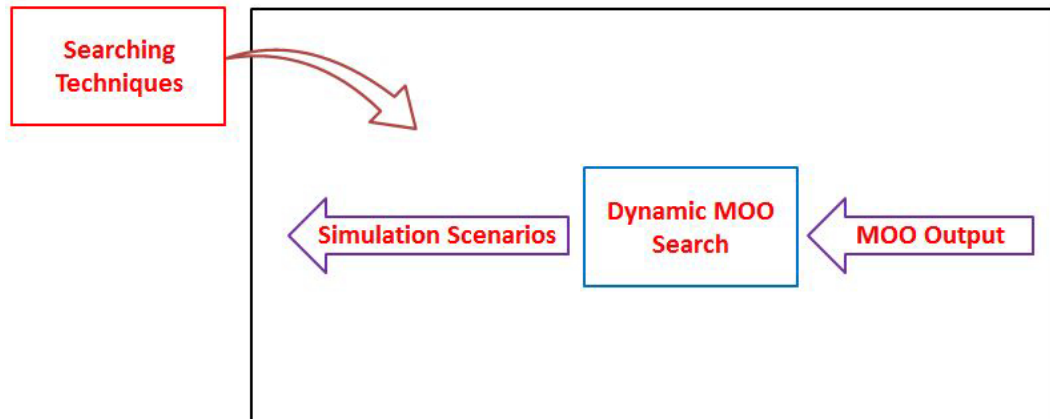 Searching
Techniques
Simulation Scenarios
Dynamic MOO
Search
MOO Output